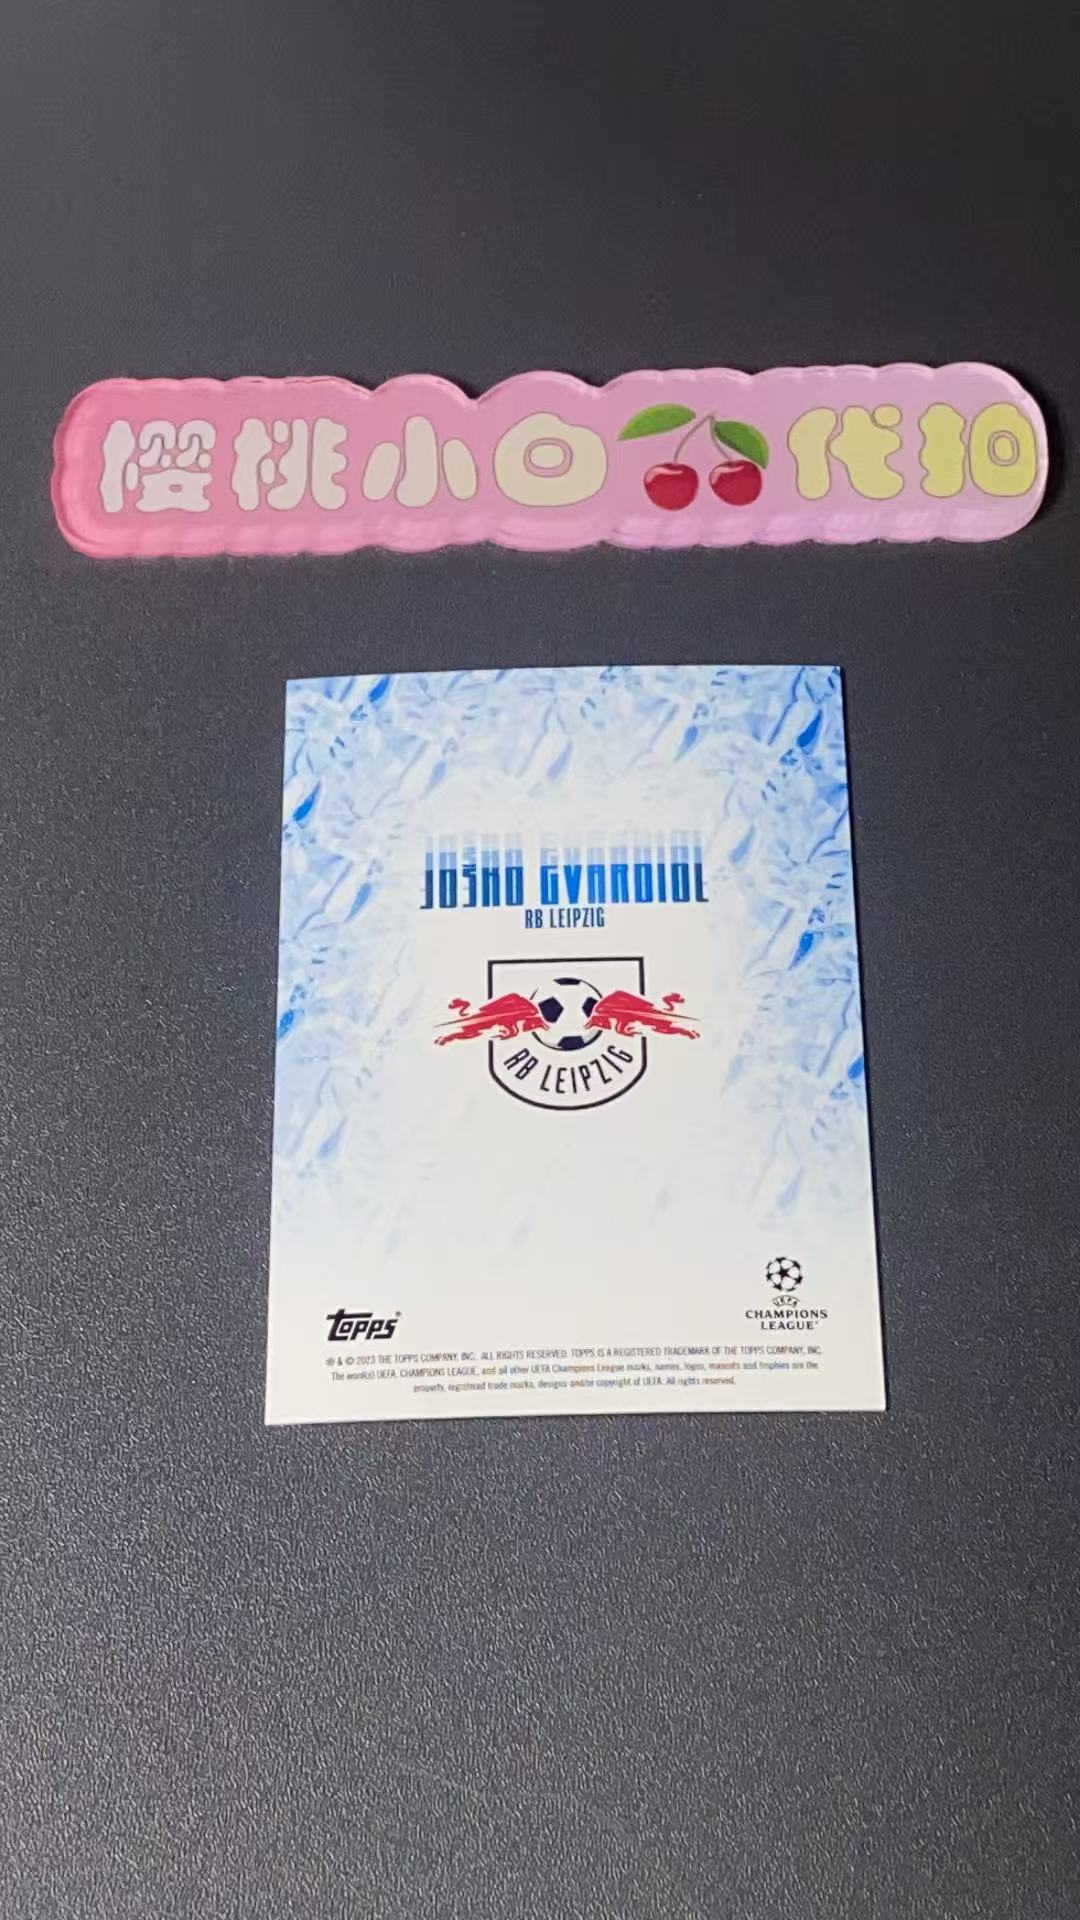 樱桃小白代扣
JOŠKO GVARDIOL
RB LEIPZIG
RB LEIPZIG
topps®
UEFA
CHAMPIONS
LEAGUE
® & © 2023 THE TOPPS COMPANY, INC. ALL RIGHTS RESERVED. TOPPS IS A REGISTERED TRADEMARK OF THE TOPPS COMPANY, INC.
The word(s) UEFA, CHAMPIONS LEAGUE, and all other UEFA Champions League marks, names, logos, mascots and trophies are the
property, registered trade marks, designs and/or copyright of UEFA. All rights reserved.